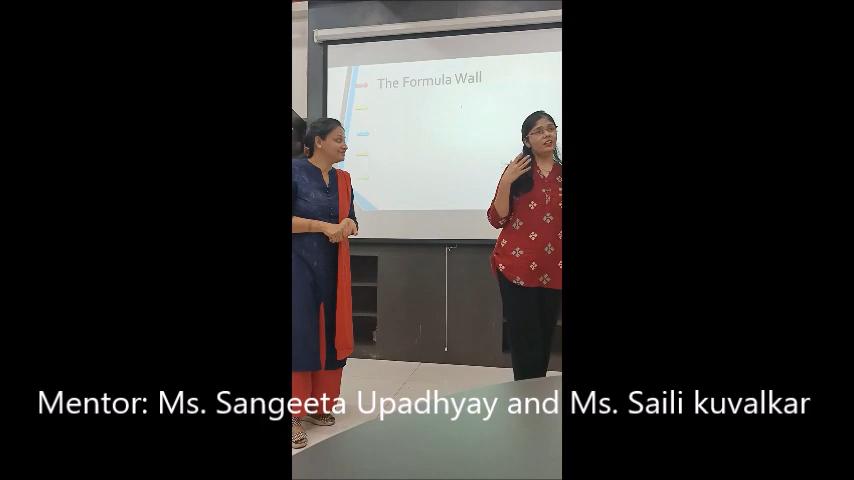 The Formula Wall
Mentor: Ms. Sangeeta Upadhyay and Ms. Saili kuvalkar